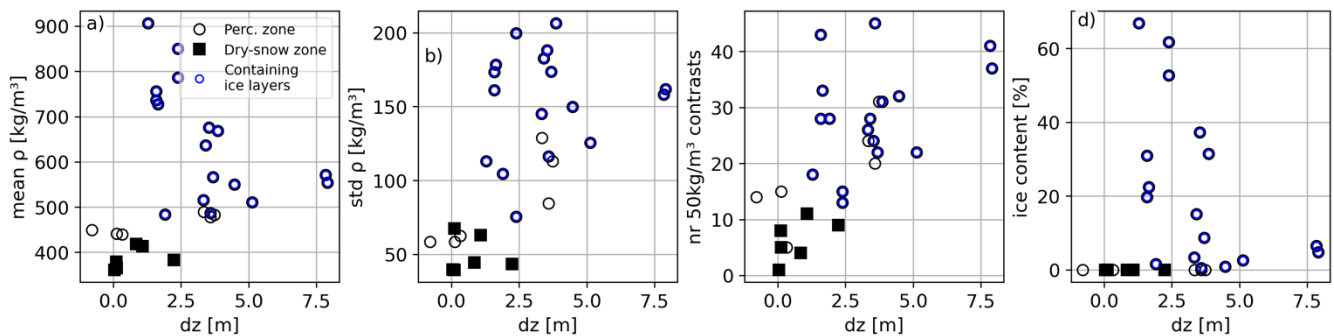 a)
mean ρ [kg/m³]
900
800
700
600
500
400
0.0 2.5 5.0 7.5
dz [m]
Perc. zone
Dry-snow zone
Containing
ice layers
b)
std ρ [kg/m³]
200
150
100
50
0.0 2.5 5.0 7.5
dz [m]
nr 50kg/m³ contrasts
40
30
20
10
0
0.0 2.5 5.0 7.5
dz [m]
d)
ice content [%]
60
40
20
0
0.0 2.5 5.0 7.5
dz [m]